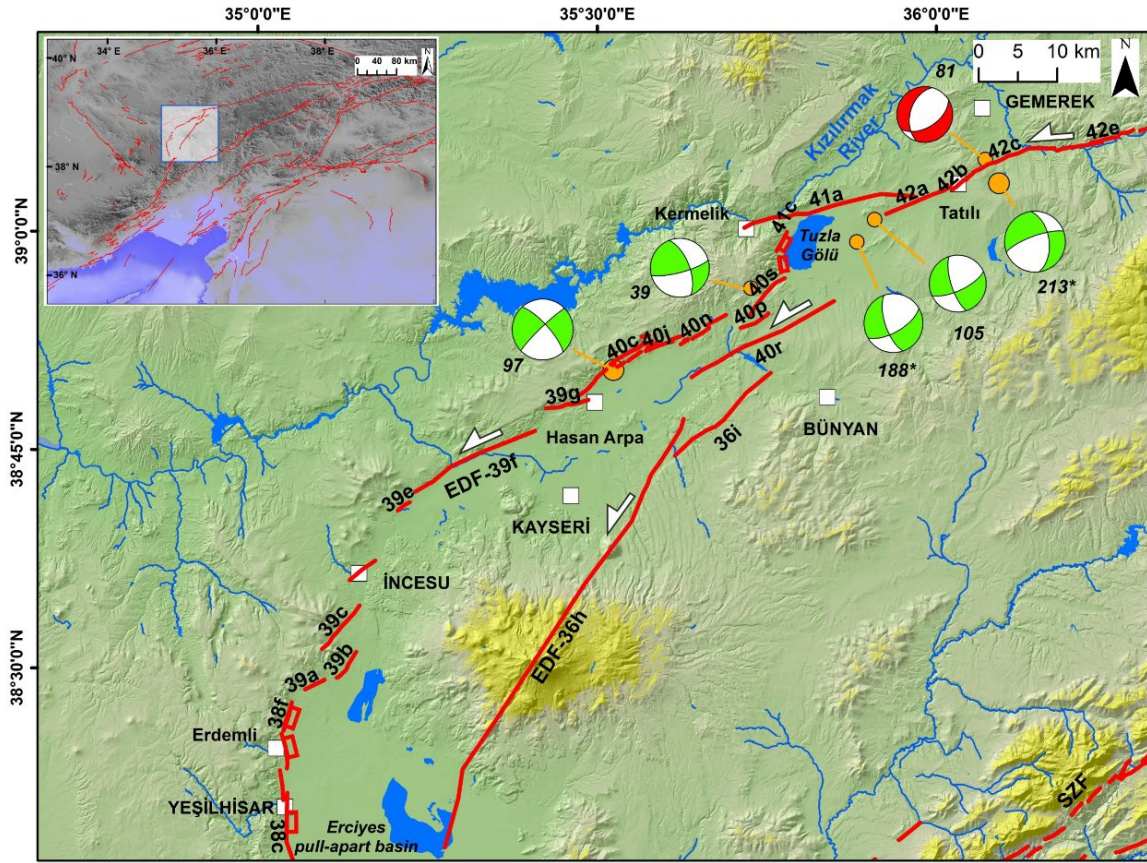 35°0'0"E
35°30'0"E
36°0'0"E
34° E
36° E
38° E
40° N
38° N
36° N
0 20 40 80 km
N
0 5 10 km
N
39°0'0"N
38°45'0"N
38°30'0"N
81
GEMEREK
Kızılırmak
River
42e
42c
42b
42a
41a
41c
Tatılı
Kermelik
Tuzla
Gölü
213*
39
40s
105
40p
188*
97
40n
40j
40c
40r
39g
Hasan Arpa
BÜNYAN
36i
EDF-39f
39e
KAYSERİ
İNCESU
39c
39b
39a
EDF-36h
38f
Erdemli
YEŞİLHİSAR
38c
Erciyes
pull-apart basin
SZF